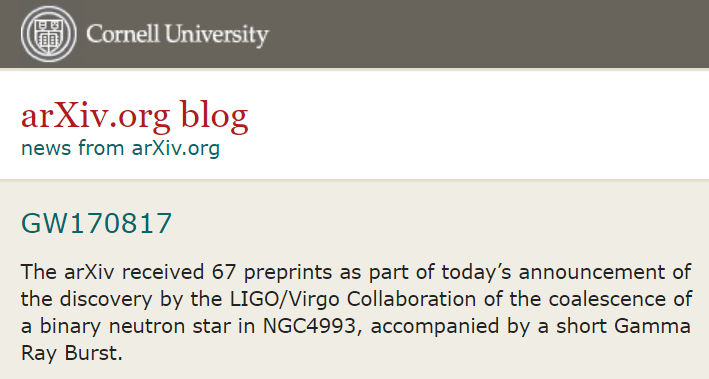 Cornell University
arXiv.org blog
news from arXiv.org
GW170817
The arXiv received 67 preprints as part of today’s announcement of
the discovery by the LIGO/Virgo Collaboration of the coalescence of
a binary neutron star in NGC4993, accompanied by a short Gamma
Ray Burst.